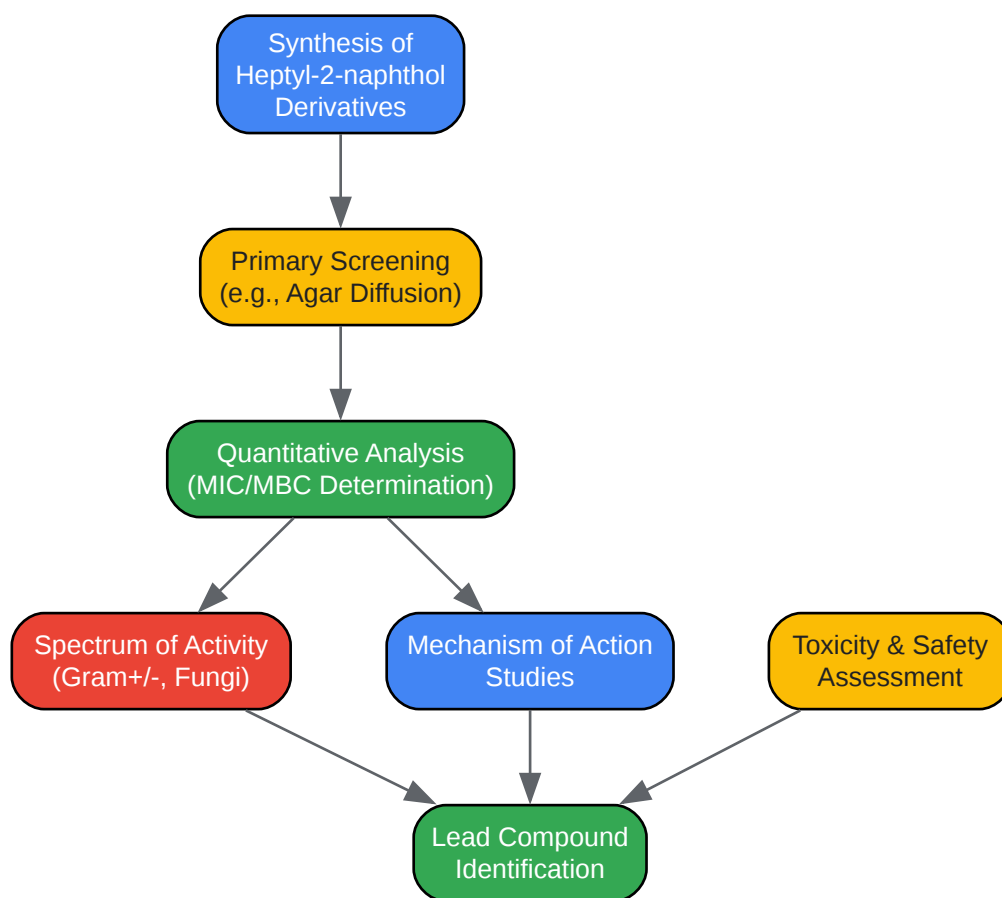 Synthesis of
Heptyl-2-naphthol
Derivatives
Primary Screening
(e.g., Agar Diffusion)
Quantitative Analysis
(MIC/MBC Determination)
Spectrum of Activity
(Gram+/-, Fungi)
Mechanism of Action
Studies
Toxicity & Safety
Assessment
Lead Compound
Identification